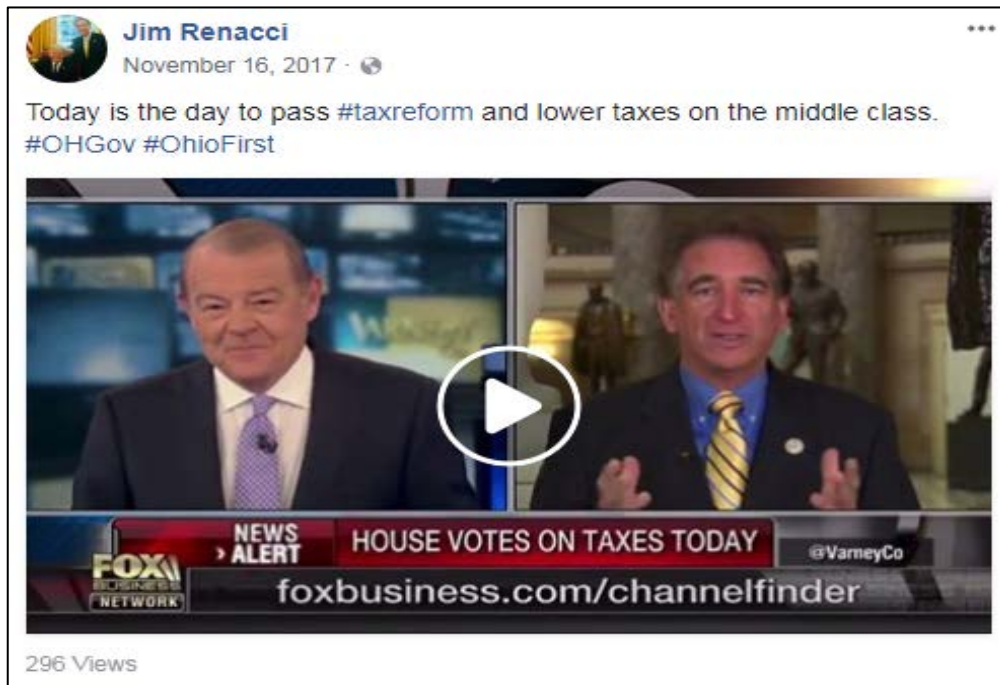 Jim Renacci
November 16, 2017 ·
Today is the day to pass #taxreform and lower taxes on the middle class.
#OHGov #OhioFirst
NEWS
› ALERT
HOUSE VOTES ON TAXES TODAY
@VarneyCo
FOX
BUSINESS
NETWORK
foxbusiness.com/channelfinder
296 Views